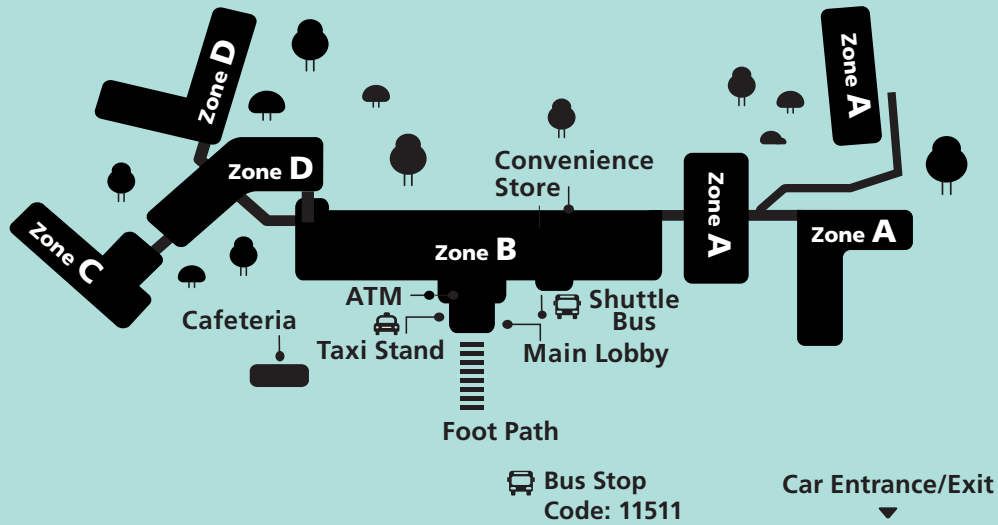 Zone D
Zone A
Convenience
Store
Zone D
Zone A
Zone C
Zone B
Zone A
ATM
Shuttle
Bus
Cafeteria
Taxi Stand
Main Lobby
Foot Path
Bus Stop
Code: 11511
Car Entrance/Exit